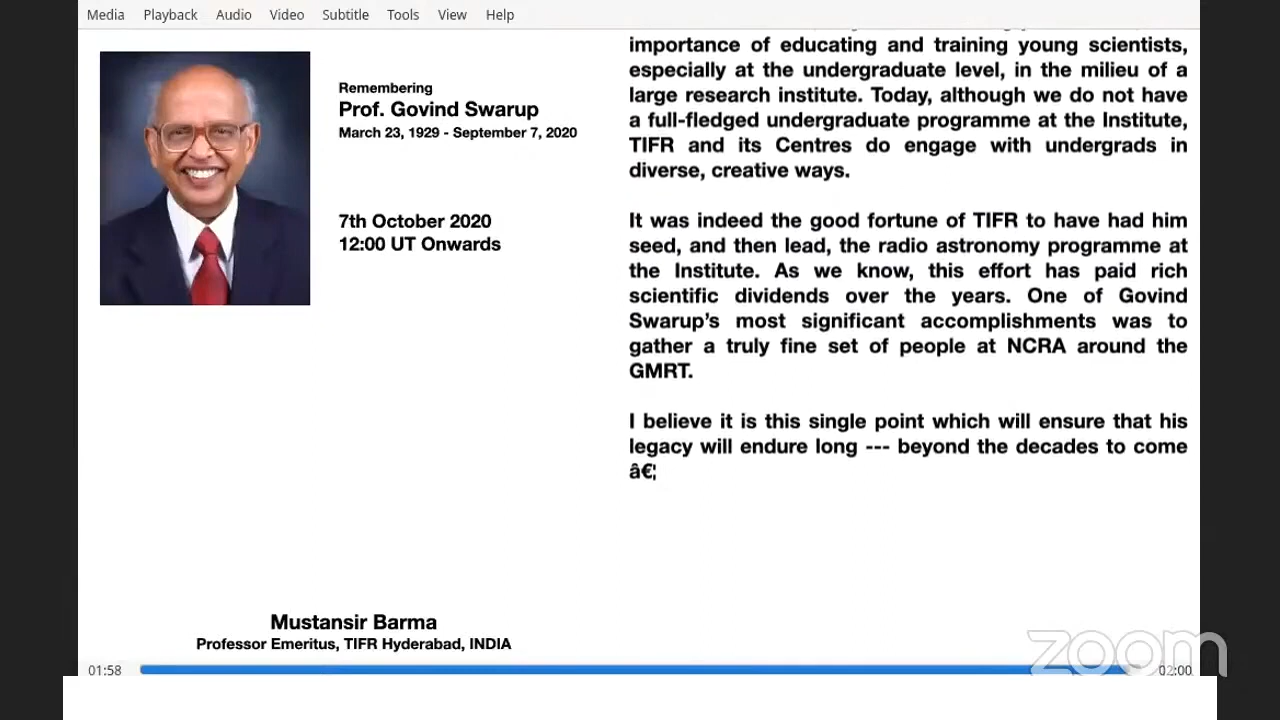 Media Playback Audio Video Subtitle Tools View Help
Remembering
Prof. Govind Swarup
March 23, 1929 - September 7, 2020
7th October 2020
12:00 UT Onwards
importance of educating and training young scientists,
especially at the undergraduate level, in the milieu of a
large research institute. Today, although we do not have
a full-fledged undergraduate programme at the Institute,
TIFR and its Centres do engage with undergrads in
diverse, creative ways.
It was indeed the good fortune of TIFR to have had him
seed, and then lead, the radio astronomy programme at
the Institute. As we know, this effort has paid rich
scientific dividends over the years. One of Govind
Swarup’s most significant accomplishments was to
gather a truly fine set of people at NCRA around the
GMRT.
I believe it is this single point which will ensure that his
legacy will endure long --- beyond the decades to come
â€¦
Mustansir Barma
Professor Emeritus, TIFR Hyderabad, INDIA
01:58 02:00
zoom